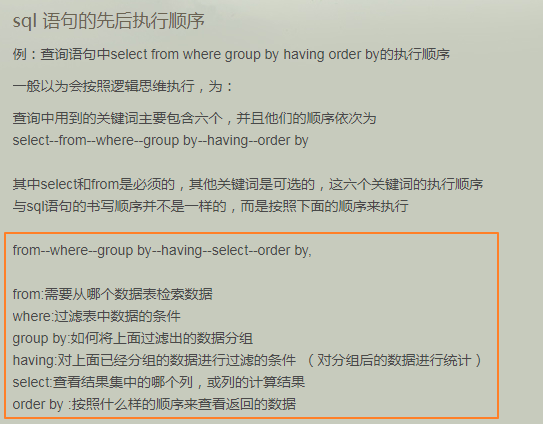 sql 语句的先后执行顺序
例：查询语句中select from where group by having order by的执行顺序
一般以为会按照逻辑思维执行，为：
查询中用到的关键词主要包含六个，并且他们的顺序依次为
select--from--where--group by--having--order by
其中select和from是必须的，其他关键词是可选的，这六个关键词的执行顺序
与sql语句的书写顺序并不是一样的，而是按照下面的顺序来执行
from--where--group by--having--select--order by,
from:需要从哪个数据表检索数据
where:过滤表中数据的条件
group by:如何将上面过滤出的数据分组
having:对上面已经分组的数据进行过滤的条件 （对分组后的数据进行统计）
select:查看结果集中的哪个列，或列的计算结果
order by :按照什么样的顺序来查看返回的数据